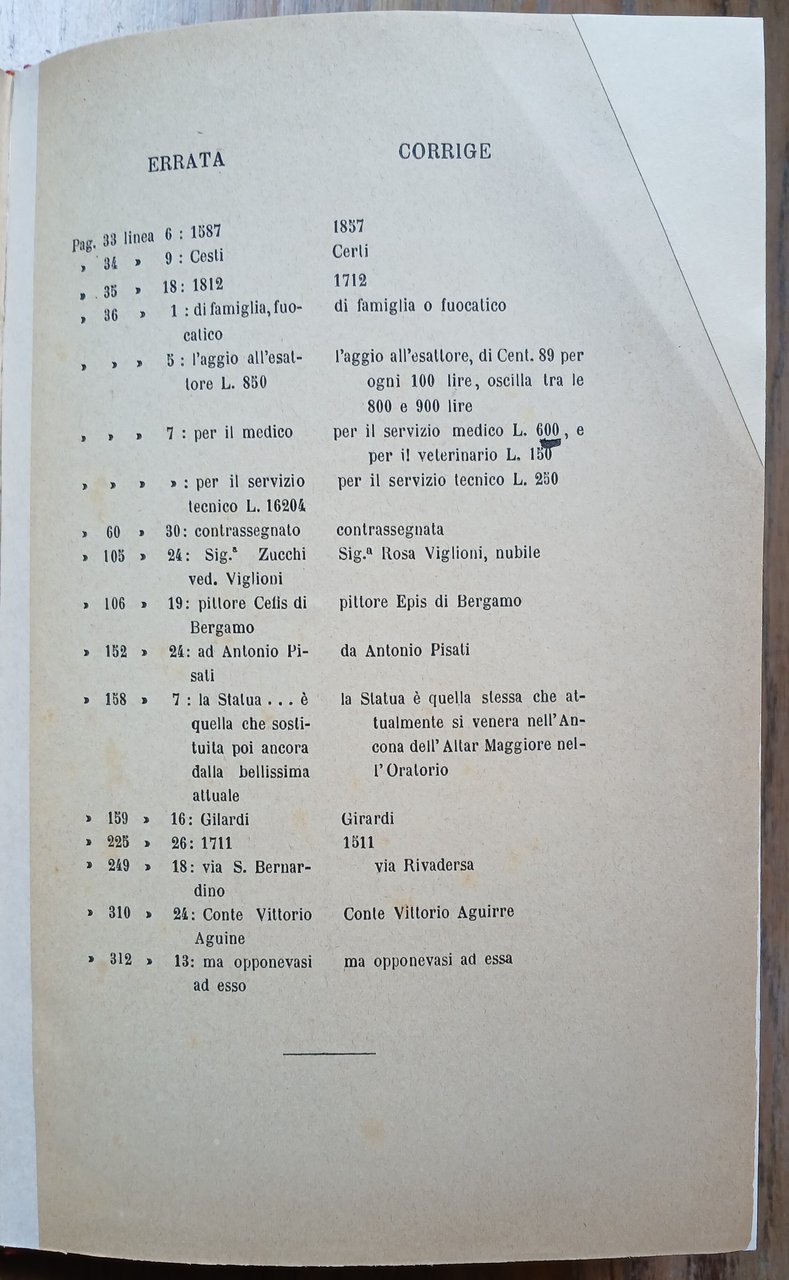 ERRATA CORRIGE
Pag. 33 linea 6 : 1587 1857
» 34 » 9 : Cesti Certi
» 35 » 18 : 1812 1712
» 36 » 1 : di famiglia, fuo- di famiglia o fuocatico
catico
» » » 5 : l'aggio all'esat- l'aggio all'esattore, di Cent. 89 per
tore L. 850 ogni 100 lire, oscilla tra le
800 e 900 lire
» » » 7 : per il medico per il servizio medico L. 600, e
per il veterinario L. 150
» » » » : per il servizio per il servizio tecnico L. 250
tecnico L. 16204
» 60 » 30: contrassegnato contrassegnata
» 105 » 24: Sig.ª Zucchi Sig.ª Rosa Viglioni, nubile
ved. Viglioni
» 106 » 19: pittore Cefis di pittore Epis di Bergamo
Bergamo
» 152 » 24: ad Antonio Pi- da Antonio Pisati
sati
» 158 » 7 : la Statua . . . è la Statua è quella stessa che at-
quella che sosti- tualmente si venera nell'An-
tuita poi ancora cona dell'Altar Maggiore nel-
dalla bellissima l'Oratorio
attuale
» 159 » 16: Gilardi Girardi
» 225 » 26: 1711 1511
» 249 » 18: via S. Bernar- via Rivadersa
dino
» 310 » 24: Conte Vittorio Conte Vittorio Aguirre
Aguine
» 312 » 13: ma opponevasi ma opponevasi ad essa
ad esso